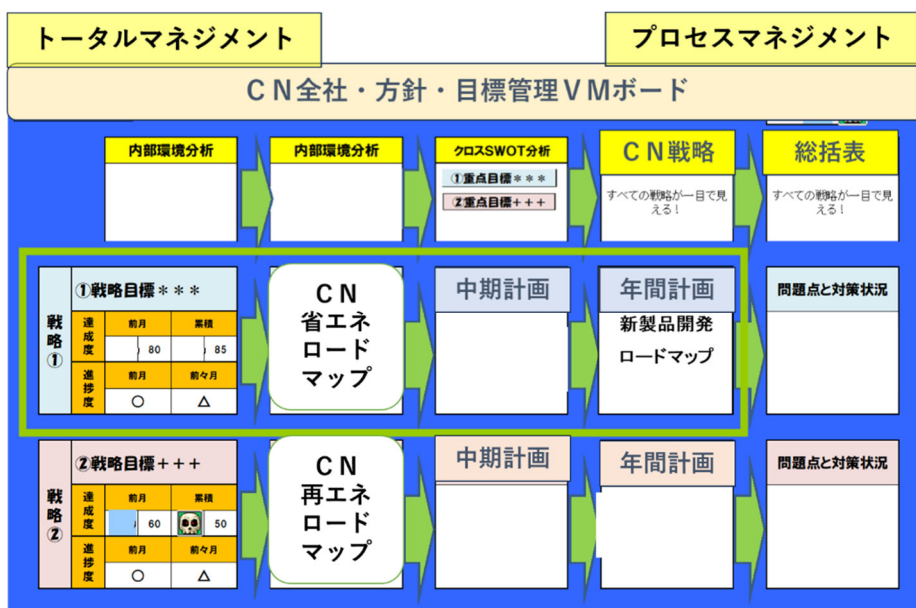 トータルマネジメント
プロセスマネジメント
CN全社・方針・目標管理VMボード
内部環境分析
内部環境分析
クロスSWOT分析
①重点目標***
②重点目標+++
CN戦略
すべての戦略が一目で見
える!
総括表
すべての戦略が一目で見
える!
戦略①
①戦略目標***
達成度
前月
累積
80
85
進捗度
前月
前々月
○
△
CN
省エネ
ロード
マップ
中期計画
年間計画
新製品開発
ロードマップ
問題点と対策状況
戦略②
②戦略目標+++
達成度
前月
累積
60
50
進捗度
前月
前々月
○
△
CN
再エネ
ロード
マップ
中期計画
年間計画
問題点と対策状況